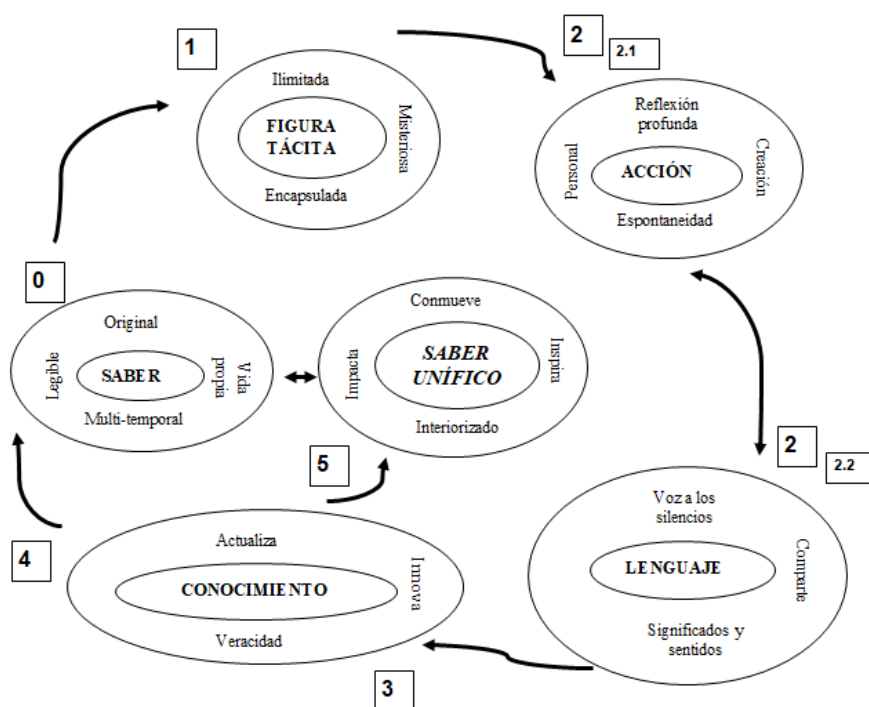 1
Ilimitada
FIGURA
TÁCITA
Misteriosa
Encapsulada
2
2.1
Reflexión
profunda
Personal
ACCIÓN
Creación
Espontaneidad
0
Original
Legible
SABER
Vida
propia
Multi-temporal
Conmueve
Impacta
SABER
UNÍFICO
Inspira
Interiorizado
2
2.2
Voz a los
silencios
LENGUAJE
Comparte
Significados y
sentidos
5
4
Actualiza
CONOCIMIENTO
Innova
Veracidad
3